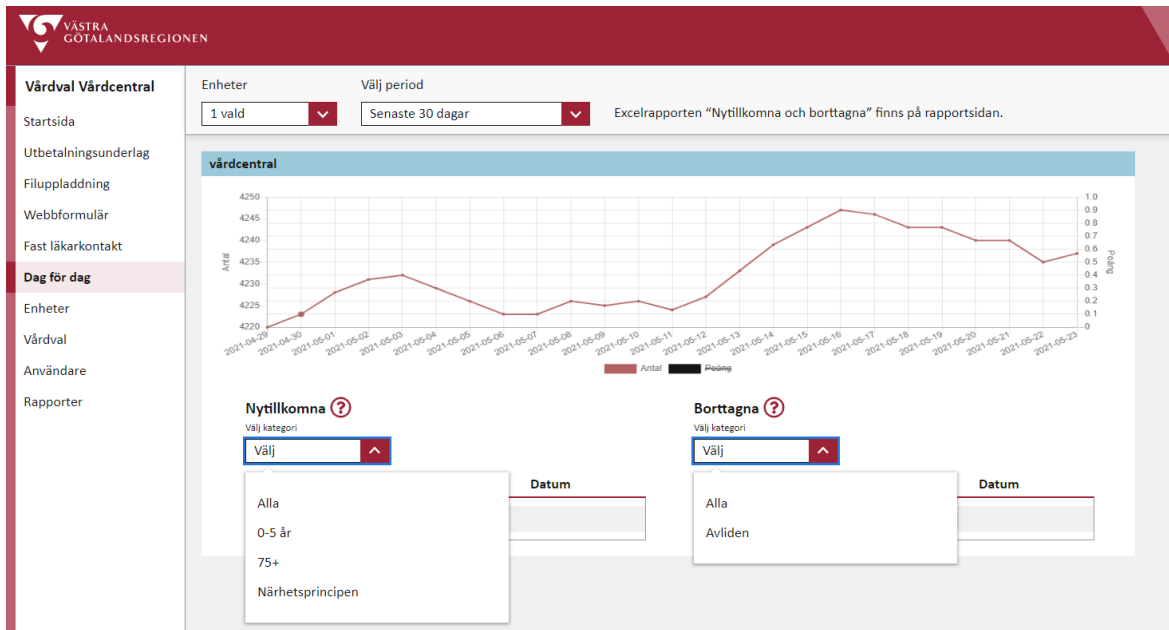 VÄSTRA
GÖTALANDSREGIONEN
Vårdval Vårdcentral
Startsida
Utbetalningsunderlag
Filuppladdning
Webbformulär
Fast läkarkontakt
Dag för dag
Enheter
Vårdval
Användare
Rapporter
Enheter
1 vald
Välj period
Senaste 30 dagar
Excelrapporten "Nytillkomna och borttagna" finns på rapportsidan.
vårdcentral
Antal
4250
4245
4240
4235
4230
4225
4220
1.0
0.9
0.8
0.7
0.6
0.5
0.4
0.3
0.2
0.1
0
Poäng
2021-04-29 2021-04-30 2021-05-01 2021-05-02 2021-05-03 2021-05-04 2021-05-05 2021-05-06 2021-05-07 2021-05-08 2021-05-09 2021-05-10 2021-05-11 2021-05-12 2021-05-13 2021-05-14 2021-05-15 2021-05-16 2021-05-17 2021-05-18 2021-05-19 2021-05-20 2021-05-21 2021-05-22 2021-05-23
Antal Poäng
Nytillkomna ?
Välj kategori
Välj
Alla
0-5 år
75+
Närhetsprincipen
Datum
Borttagna ?
Välj kategori
Välj
Alla
Avliden
Datum